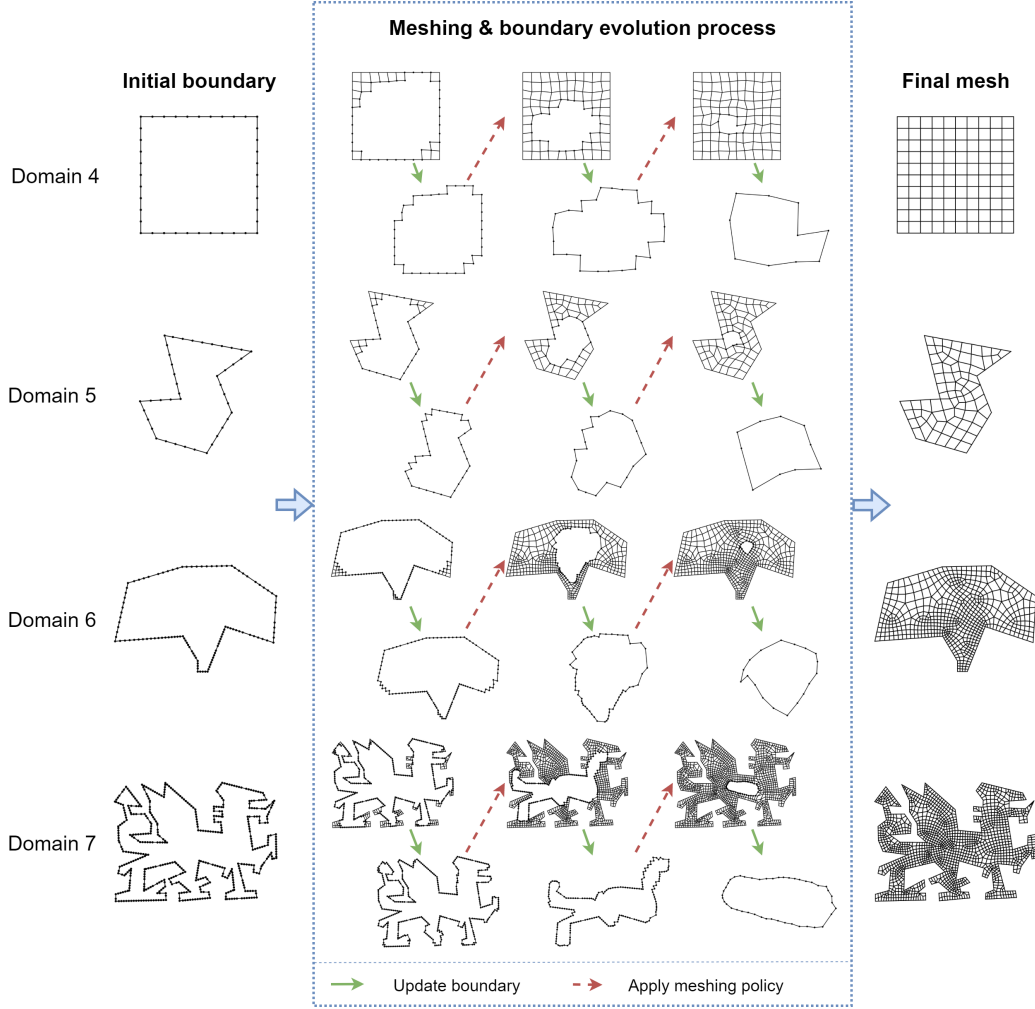 Meshing & boundary evolution process
Initial boundary
Final mesh
Domain 4
Domain 5
Domain 6
Domain 7
Update boundary
Apply meshing policy